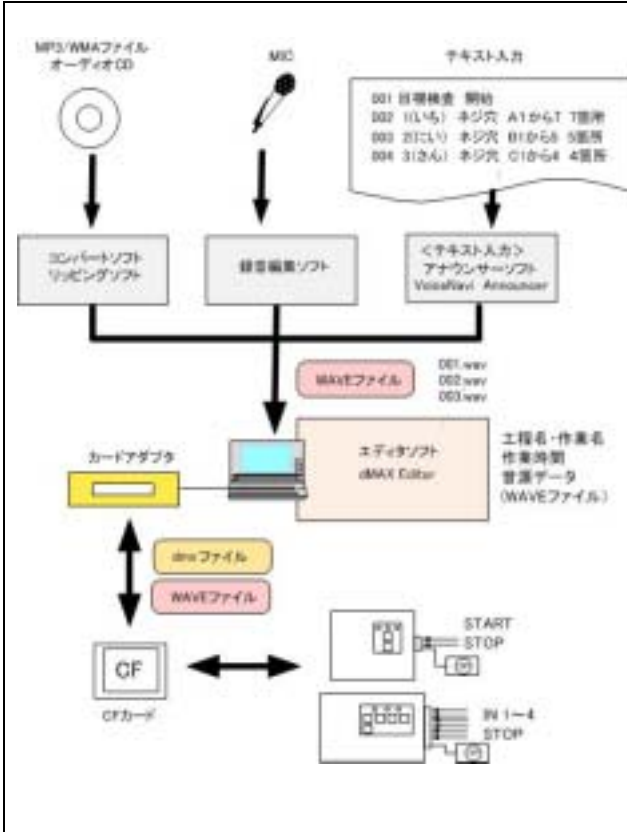 MP3/WMAファイル
オーディオCD
MIC
テキスト入力
001 目視検査 開始
002 1(いち) ネジ穴 A1から7 7箇所
003 2(にい) ネジ穴 B1から5 5箇所
004 3(さん) ネジ穴 C1から4 4箇所
コンバートソフト
リッピングソフト
録音編集ソフト
<テキスト入力>
アナウンサーソフト
VoiceNavi Announcer
WAVEファイル
001.wav
002.wav
003.wav
カードアダプタ
エディタソフト
dMAX Editor
工程名・作業名
作業時間
音源データ
(WAVEファイル)
dmxファイル
WAVEファイル
CF
CFカード
START
STOP
IN 1～4
STOP